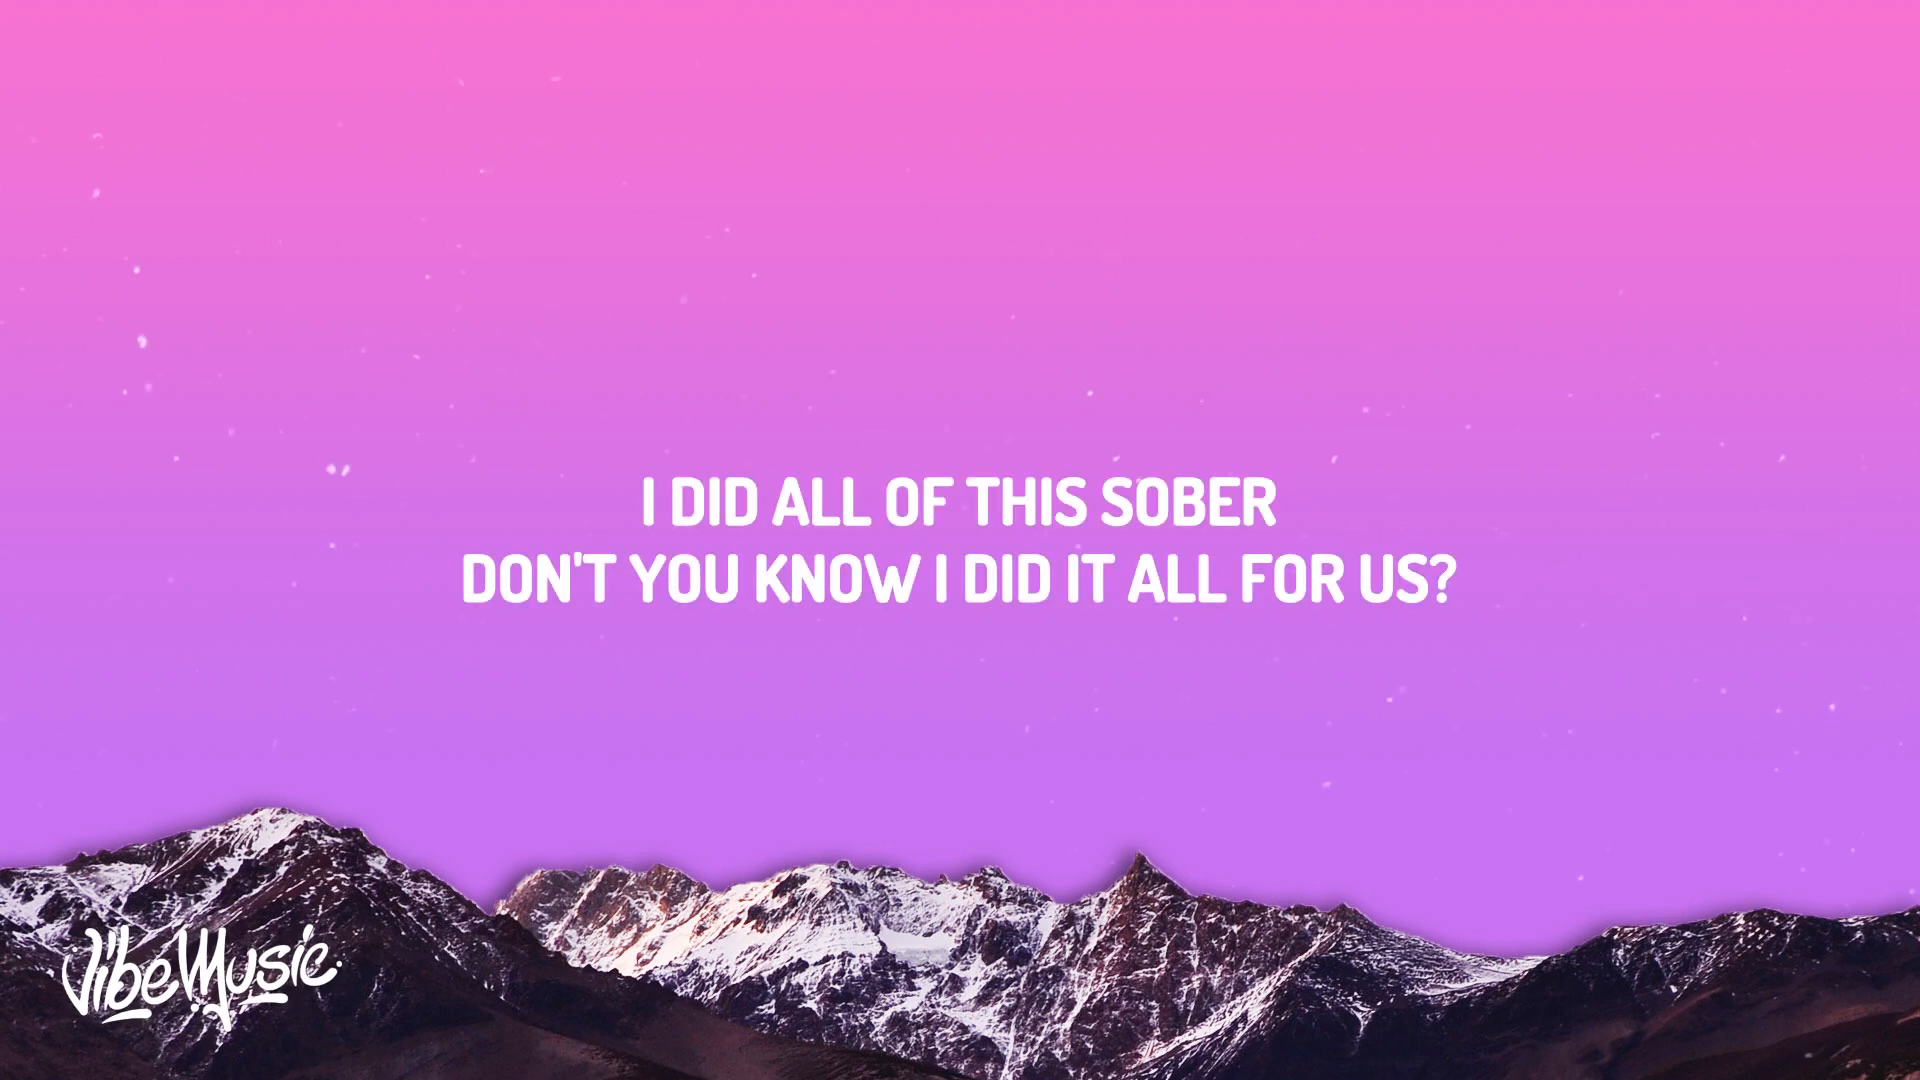 I DID ALL OF THIS SOBER
DON'T YOU KNOW I DID IT ALL FOR US?
VibeMusic